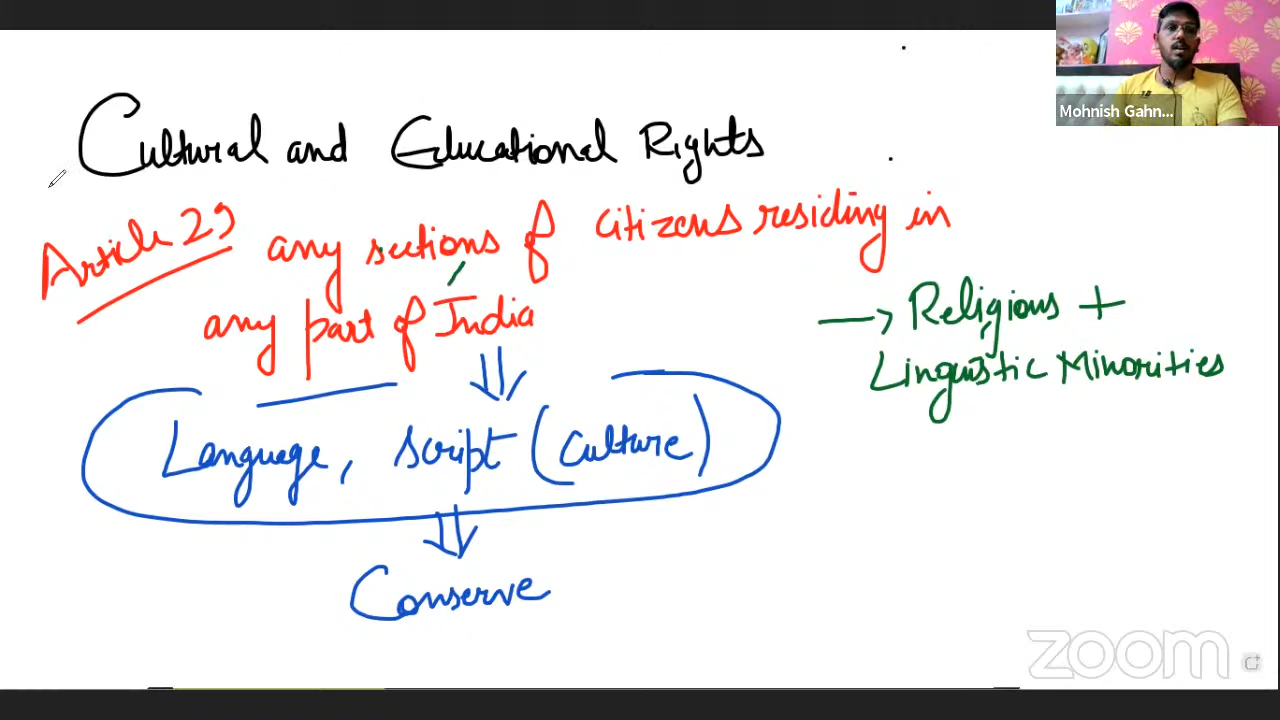 Mohnish Gahn...
Cultural and Educational Rights
Article 29 any sections of citizens residing in
any part of India
→ Religious +
Linguistic Minorities
Language, script (culture)
Conserve
zoom